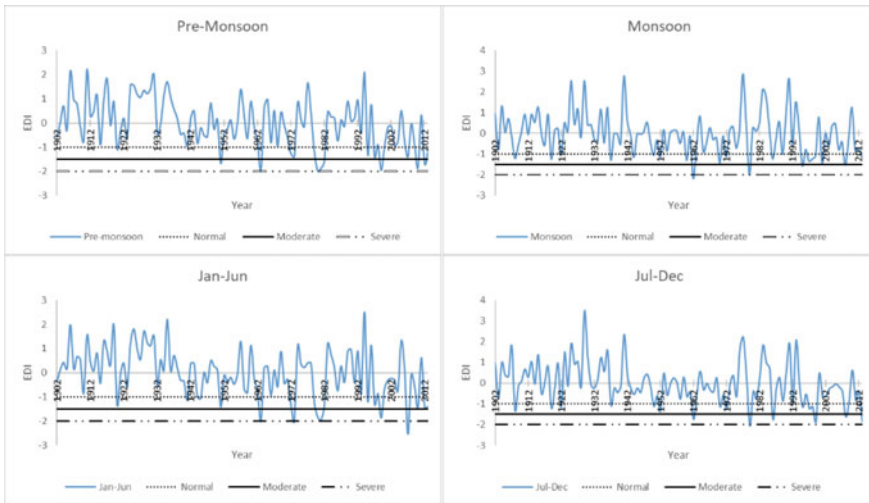 Pre-Monsoon
3
2
1
0
-1
-2
-3
EDI
1902 1912 1922 1932 1942 1952 1962 1972 1982 1992 2002 2012
Year
Pre-monsoon Normal Moderate Severe
Monsoon
4
3
2
1
0
-1
-2
-3
EDI
1902 1912 1922 1932 1942 1952 1962 1972 1982 1992 2002 2012
Year
Monsoon Normal Moderate Severe
Jan-Jun
3
2
1
0
-1
-2
-3
EDI
1902 1912 1922 1932 1942 1952 1962 1972 1982 1992 2002 2012
Year
Jan-Jun Normal Moderate Severe
Jul-Dec
4
3
2
1
0
-1
-2
-3
EDI
1902 1912 1922 1932 1942 1952 1962 1972 1982 1992 2002 2012
Year
Jul-Dec Normal Moderate Severe